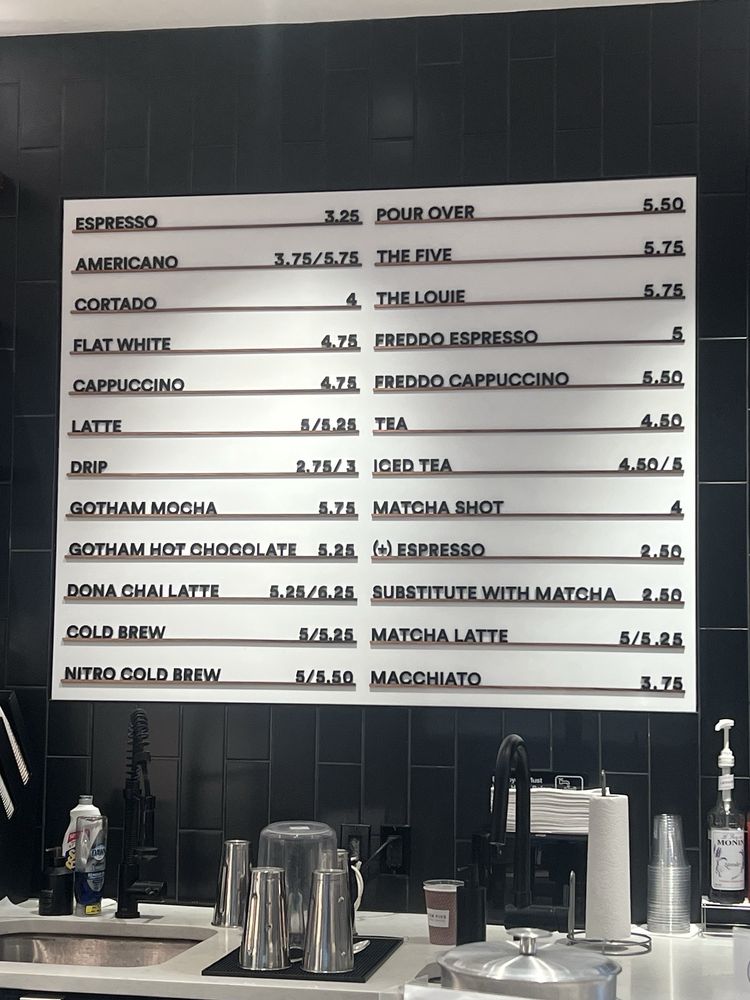 ESPRESSO 3.25
AMERICANO 3.75/5.75
CORTADO 4
FLAT WHITE 4.75
CAPPUCCINO 4.75
LATTE 5/5.25
DRIP 2.75/3
GOTHAM MOCHA 5.75
GOTHAM HOT CHOCOLATE 5.25
DONA CHAI LATTE 5.25/6.25
COLD BREW 5/5.25
NITRO COLD BREW 5/5.50
POUR OVER 5.50
THE FIVE 5.75
THE LOUIE 5.75
FREDDO ESPRESSO 5
FREDDO CAPPUCCINO 5.50
TEA 4.50
ICED TEA 4.50/5
MATCHA SHOT 4
(+) ESPRESSO 2.50
SUBSTITUTE WITH MATCHA 2.50
MATCHA LATTE 5/5.25
MACCHIATO 3.75
Must
MONIN